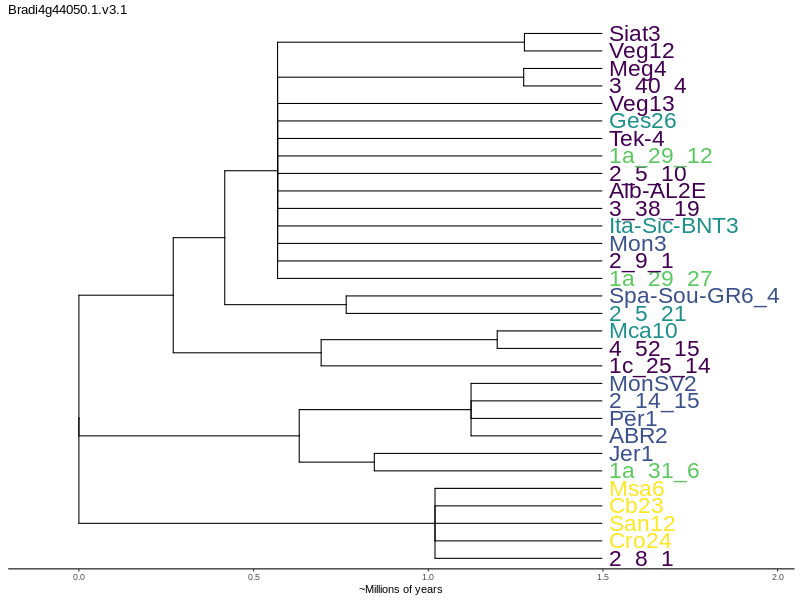 Bradi4g44050.1.v3.1
Siat3
Veg12
Meg4
3_40_4
Veg13
Ges26
Tek-4
1a_29_12
2_5_10
Alb-AL2E
3_38_19
Ita-Sic-BNT3
Mon3
2_9_1
1a_29_27
Spa-Sou-GR6_4
2_5_21
Mca10
4_52_15
1c_25_14
MonSV2
2_14_15
Per1
ABR2
Jer1
1a_31_6
Msa6
Cb23
San12
Cro24
2_8_1
0.0 0.5 1.0 1.5 2.0
~Millions of years